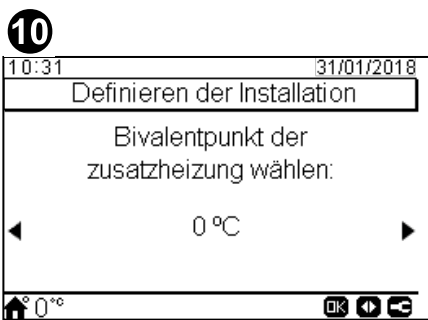 10
10:31 31/01/2018
Definieren der Installation
Bivalentpunkt der
zusatzheizung wählen:
0 ºC
0°c OK